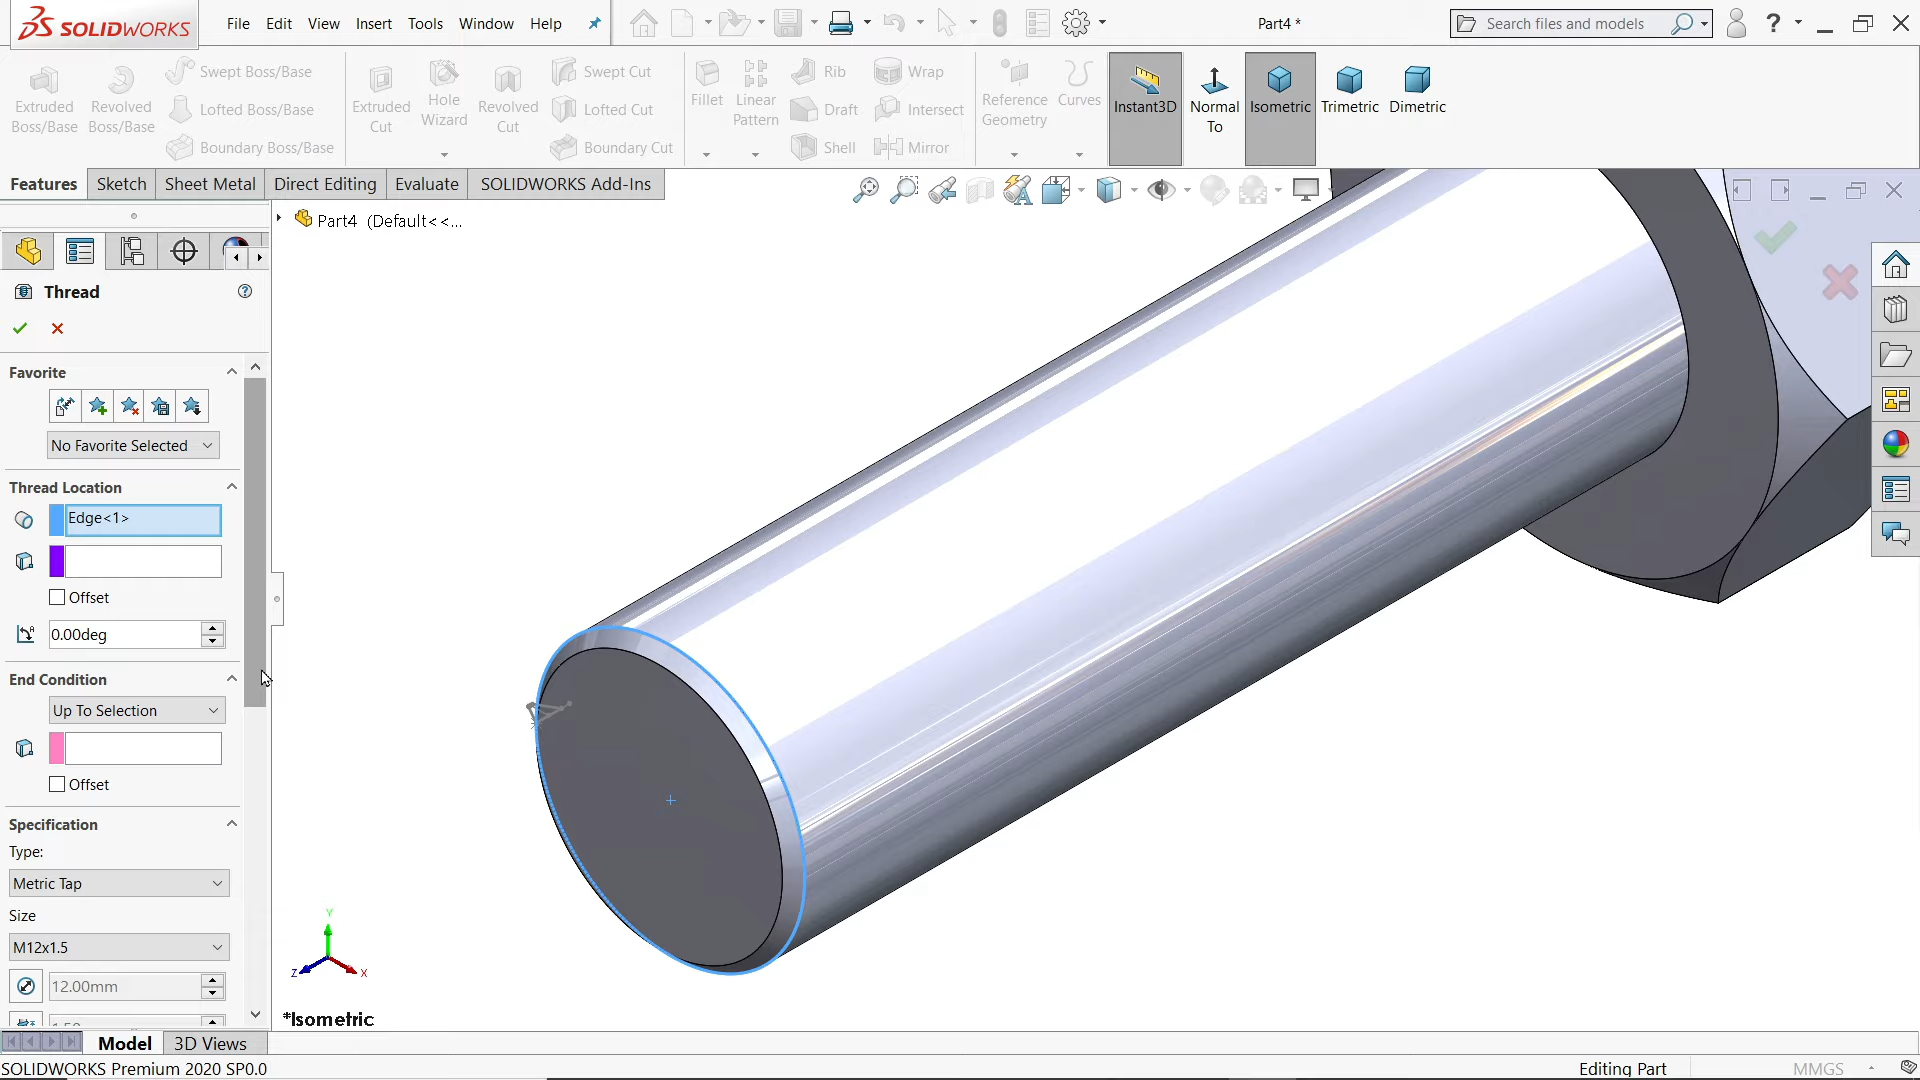 SOLIDWORKS
File Edit View Insert Tools Window Help
Part4 *
Search files and models
Extruded Boss/Base
Revolved Boss/Base
Swept Boss/Base
Lofted Boss/Base
Boundary Boss/Base
Extruded Cut
Hole Wizard
Revolved Cut
Swept Cut
Lofted Cut
Boundary Cut
Fillet
Linear Pattern
Rib
Draft
Shell
Wrap
Intersect
Mirror
Reference Geometry
Curves
Instant3D
Normal To
Isometric
Trimetric
Dimetric
Features Sketch Sheet Metal Direct Editing Evaluate SOLIDWORKS Add-Ins
Part4 (Default<<...
Thread
Favorite
No Favorite Selected
Thread Location
Edge<1>
Offset
0.00deg
End Condition
Up To Selection
Offset
Specification
Type:
Metric Tap
Size
M12x1.5
12.00mm
Y
Z
X
*Isometric
Model 3D Views
SOLIDWORKS Premium 2020 SP0.0
Editing Part
MMGS